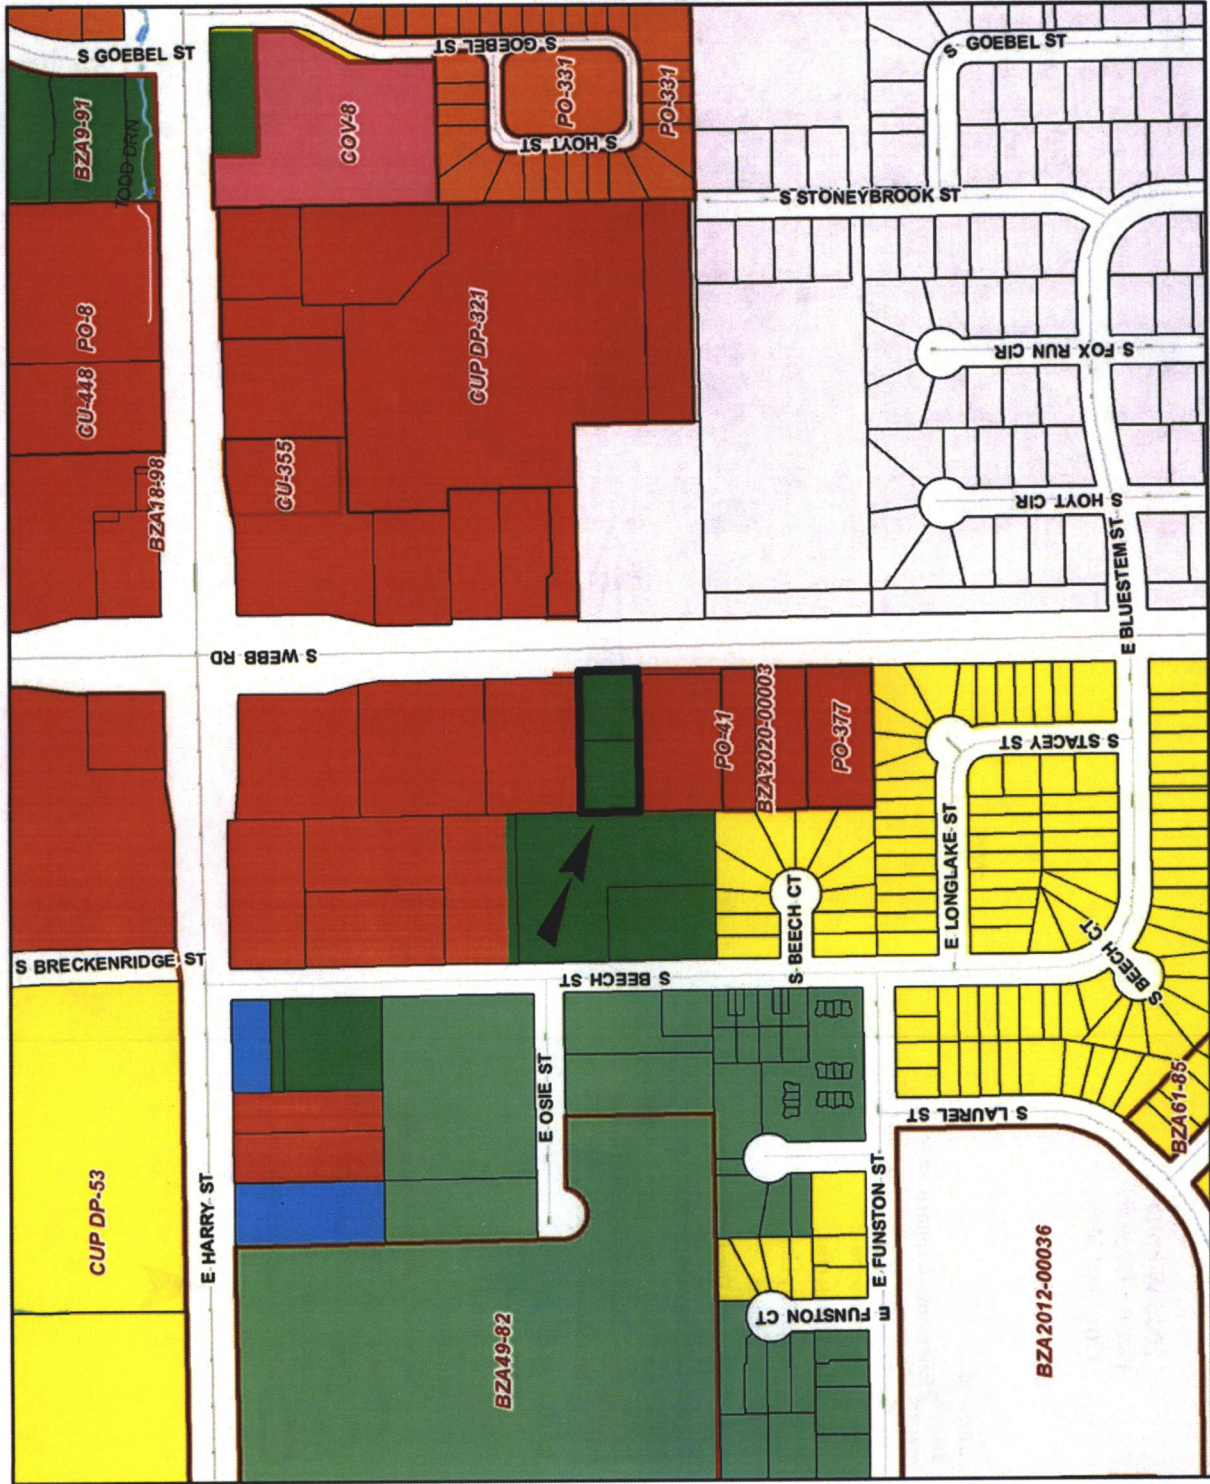 S GOEBEL ST
S GOEBEL ST
S GOEBEL ST
BZA9-91
TODD DRN
COV-8
PO-331
PO-331
S HOYT ST
S STONEYBROOK ST
PO-8
CU-448
CUP DP-321
S FOX RUN CIR
CU-355
BZA18-98
S HOYT CIR
E BLUESTEM ST
S WEBB RD
PO-41
BZA2020-00003
PO-377
S STACEY ST
E LONGLAKE ST
S BEECH CT
S BEECH CT
S BRECKENRIDGE ST
S BEECH ST
E OSIE ST
S LAUREL ST
BZA61-85
CUP DP-53
E HARRY ST
E FUNSTON ST
E FUNSTON CT
BZA49-82
BZA2012-00036